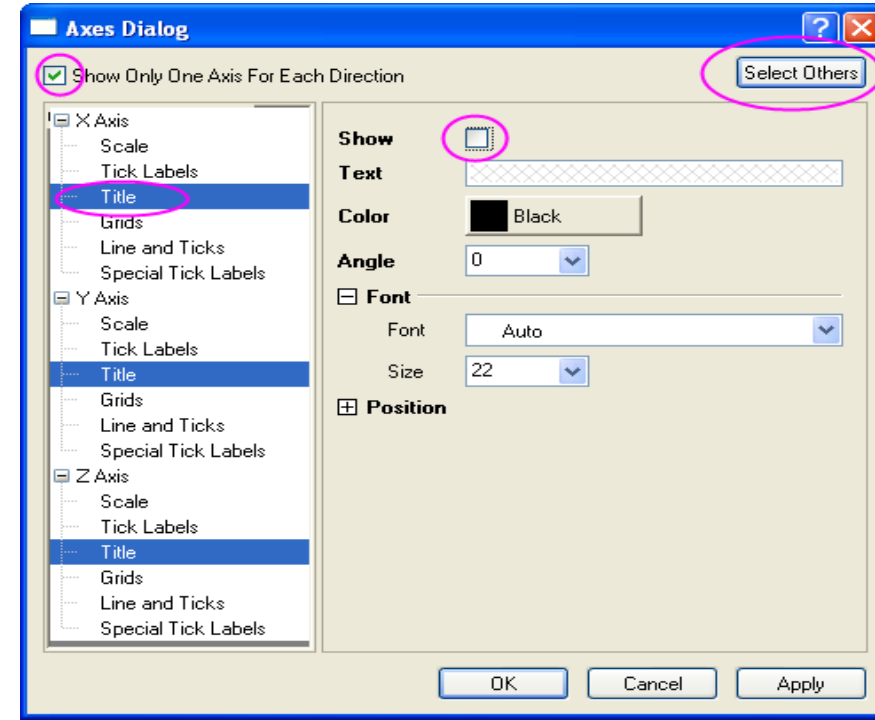 Axes Dialog
Show Only One Axis For Each Direction
Select Others
X Axis
Scale
Tick Labels
Title
Grids
Line and Ticks
Special Tick Labels
Y Axis
Scale
Tick Labels
Title
Grids
Line and Ticks
Special Tick Labels
Z Axis
Scale
Tick Labels
Title
Grids
Line and Ticks
Special Tick Labels
Show
Text
Color Black
Angle 0
Font
Font Auto
Size 22
Position
OK Cancel Apply